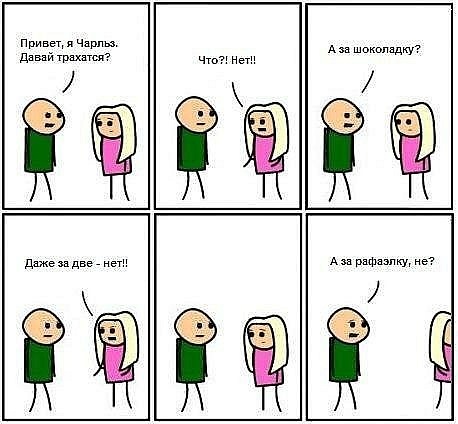 Привет, я Чарльз.
Давай трахатся?
Что?! Нет!!
А за шоколадку?
Даже за две - нет!!
А за рафаэлку, не?